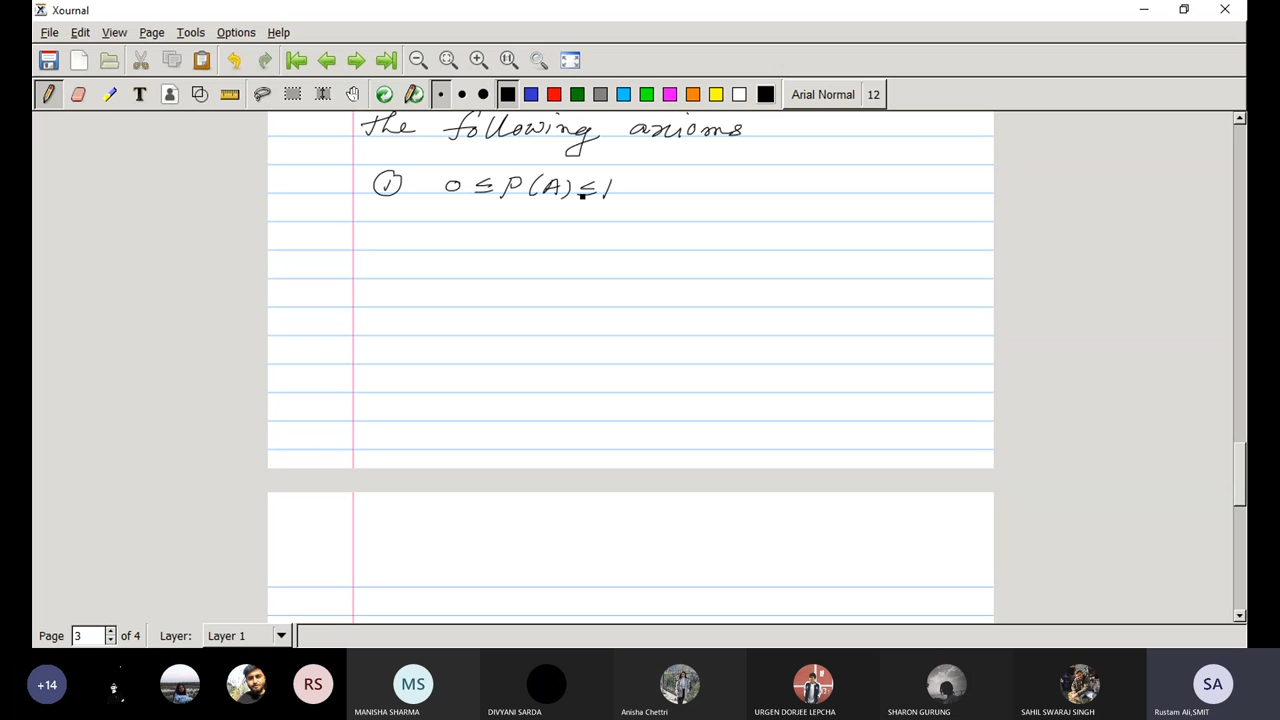 Xournal
File Edit View Page Tools Options Help
Arial Normal 12
The following axioms
① 0 ≤ P(A) ≤ 1
Page 3 of 4 Layer: Layer 1
+14 RS MS SA
MANISHA SHARMA DIVYANI SARDA Anisha Chettri URGEN DORJEE LEPCHA SHARON GURUNG SAHIL SWARAJ SINGH Rustam Ali,SMIT